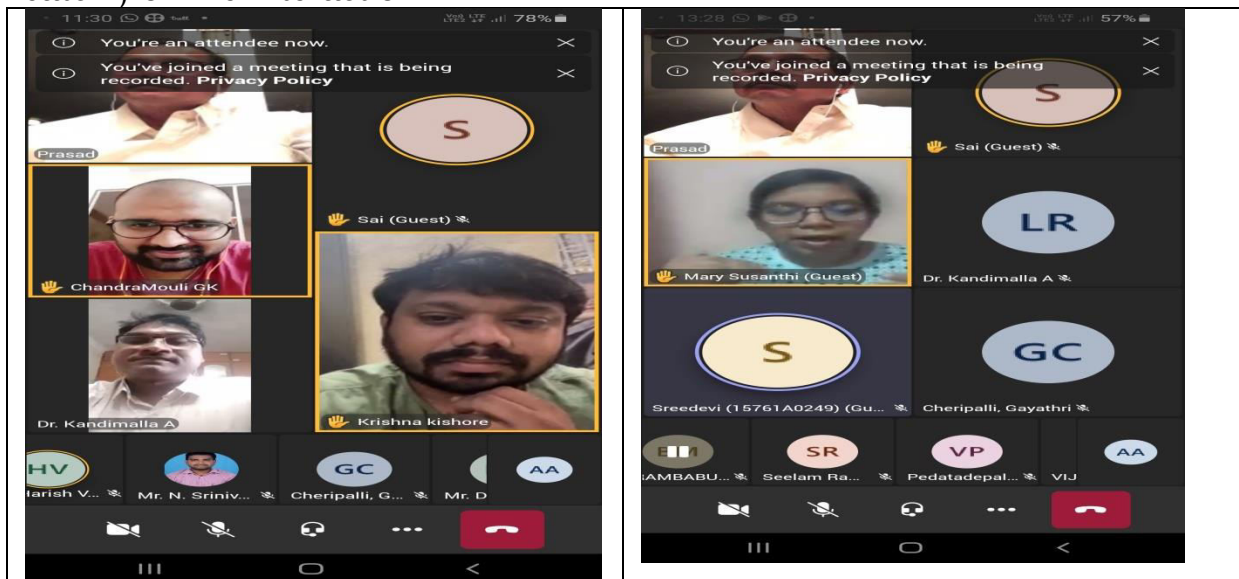 11:30
78%
You're an attendee now.
You've joined a meeting that is being
recorded. Privacy Policy
Prasad
S
Sai (Guest)
ChandraMouli GK
Dr. Kandimalla A
Krishna kishore
HV
Harish V...
Mr. N. Sriniv...
GC
Cheripalli, G...
Mr. D
AA
13:28
57%
You're an attendee now.
You've joined a meeting that is being
recorded. Privacy Policy
Prasad
S
Sai (Guest)
Mary Susanthi (Guest)
LR
Dr. Kandimalla A
S
Sreedevi (15761A0249) (Gu...
GC
Cheripalli, Gayathri
AMBABU...
SR
Seelam Ra...
VP
Pedatadepal...
VIJ
AA